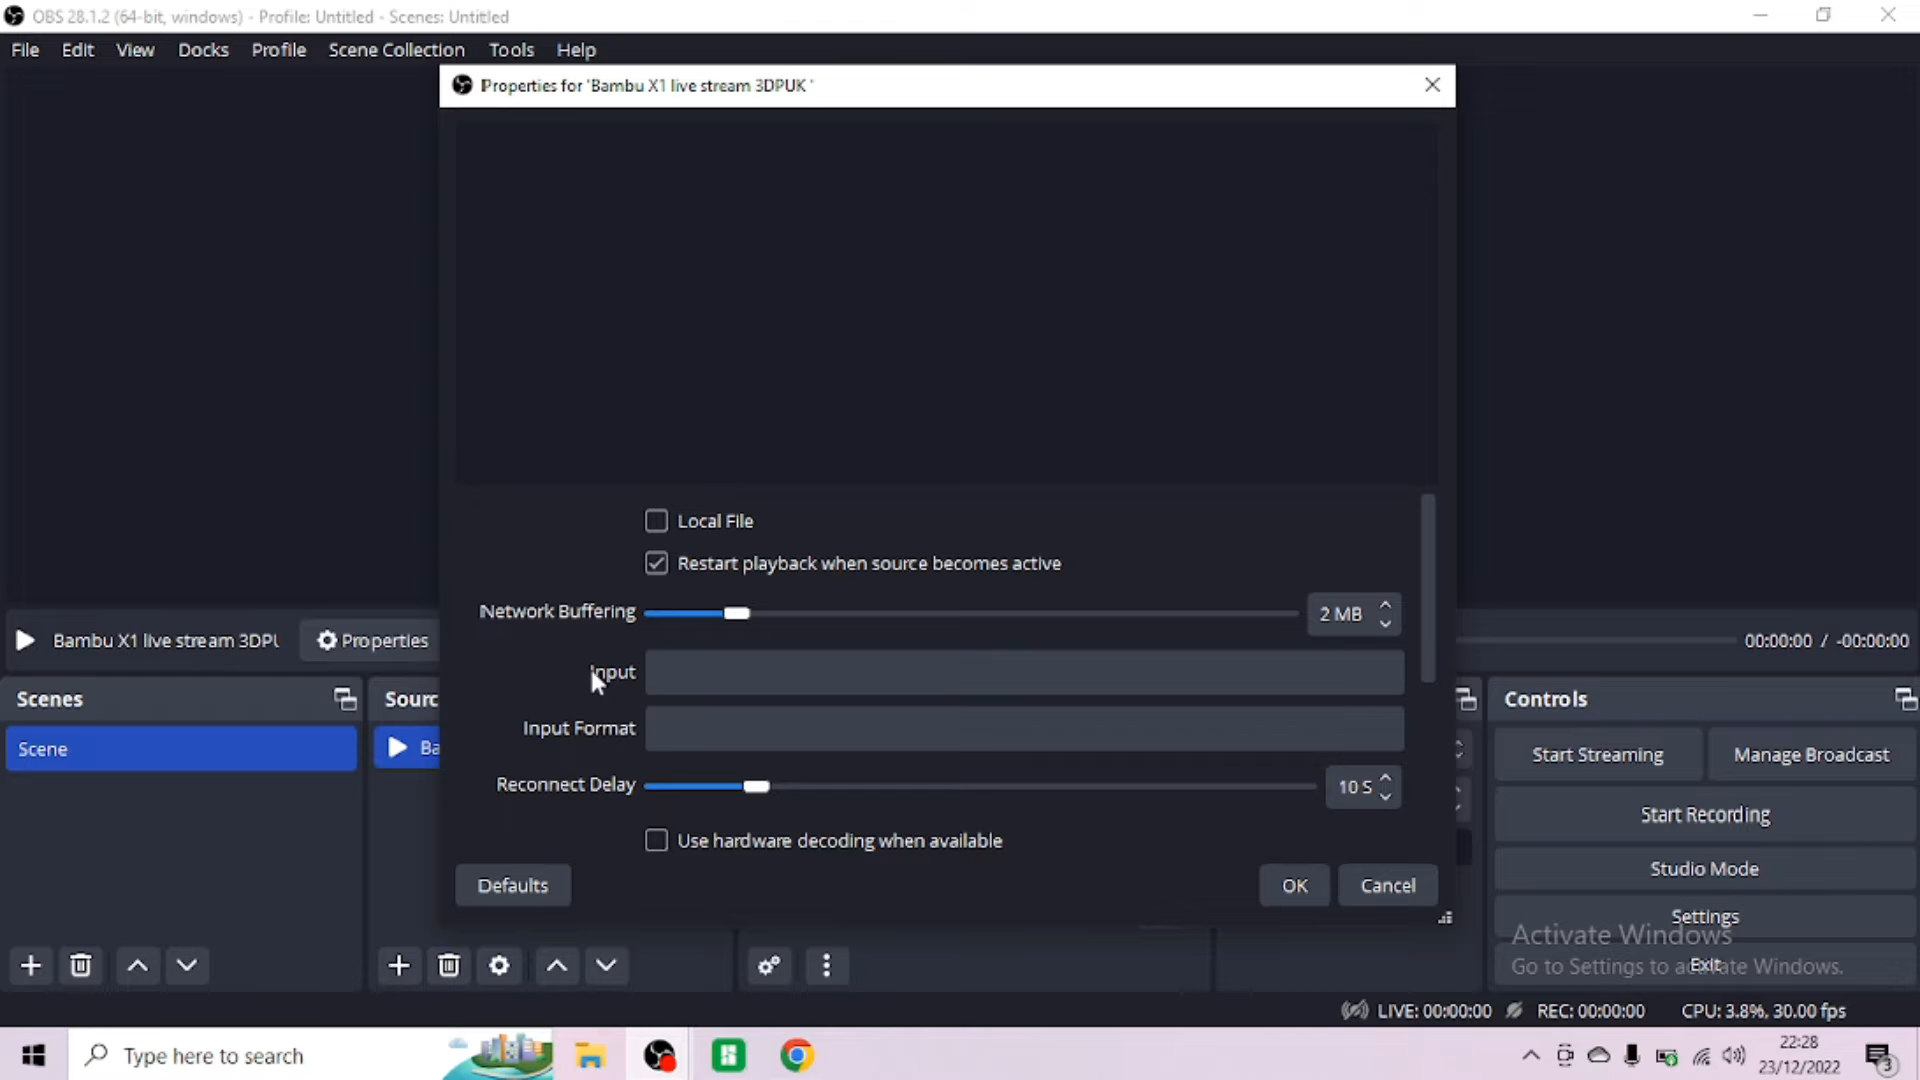 OBS 28.1.2 (64-bit, windows) - Profile: Untitled - Scenes: Untitled
File Edit View Docks Profile Scene Collection Tools Help
Properties for 'Bambu X1 live stream 3DPUK '
Local File
Restart playback when source becomes active
Network Buffering 2 MB
Input
Input Format
Reconnect Delay 10 S
Use hardware decoding when available
Defaults OK Cancel
Bambu X1 live stream 3DPU Properties
00:00:00 / -00:00:00
Scenes
Scene
Sourc
Ba
Controls
Start Streaming Manage Broadcast
Start Recording
Studio Mode
Settings
Exit
Activate Windows
Go to Settings to activate Windows.
LIVE: 00:00:00 REC: 00:00:00 CPU: 3.8%, 30.00 fps
Type here to search
22:28
23/12/2022
3